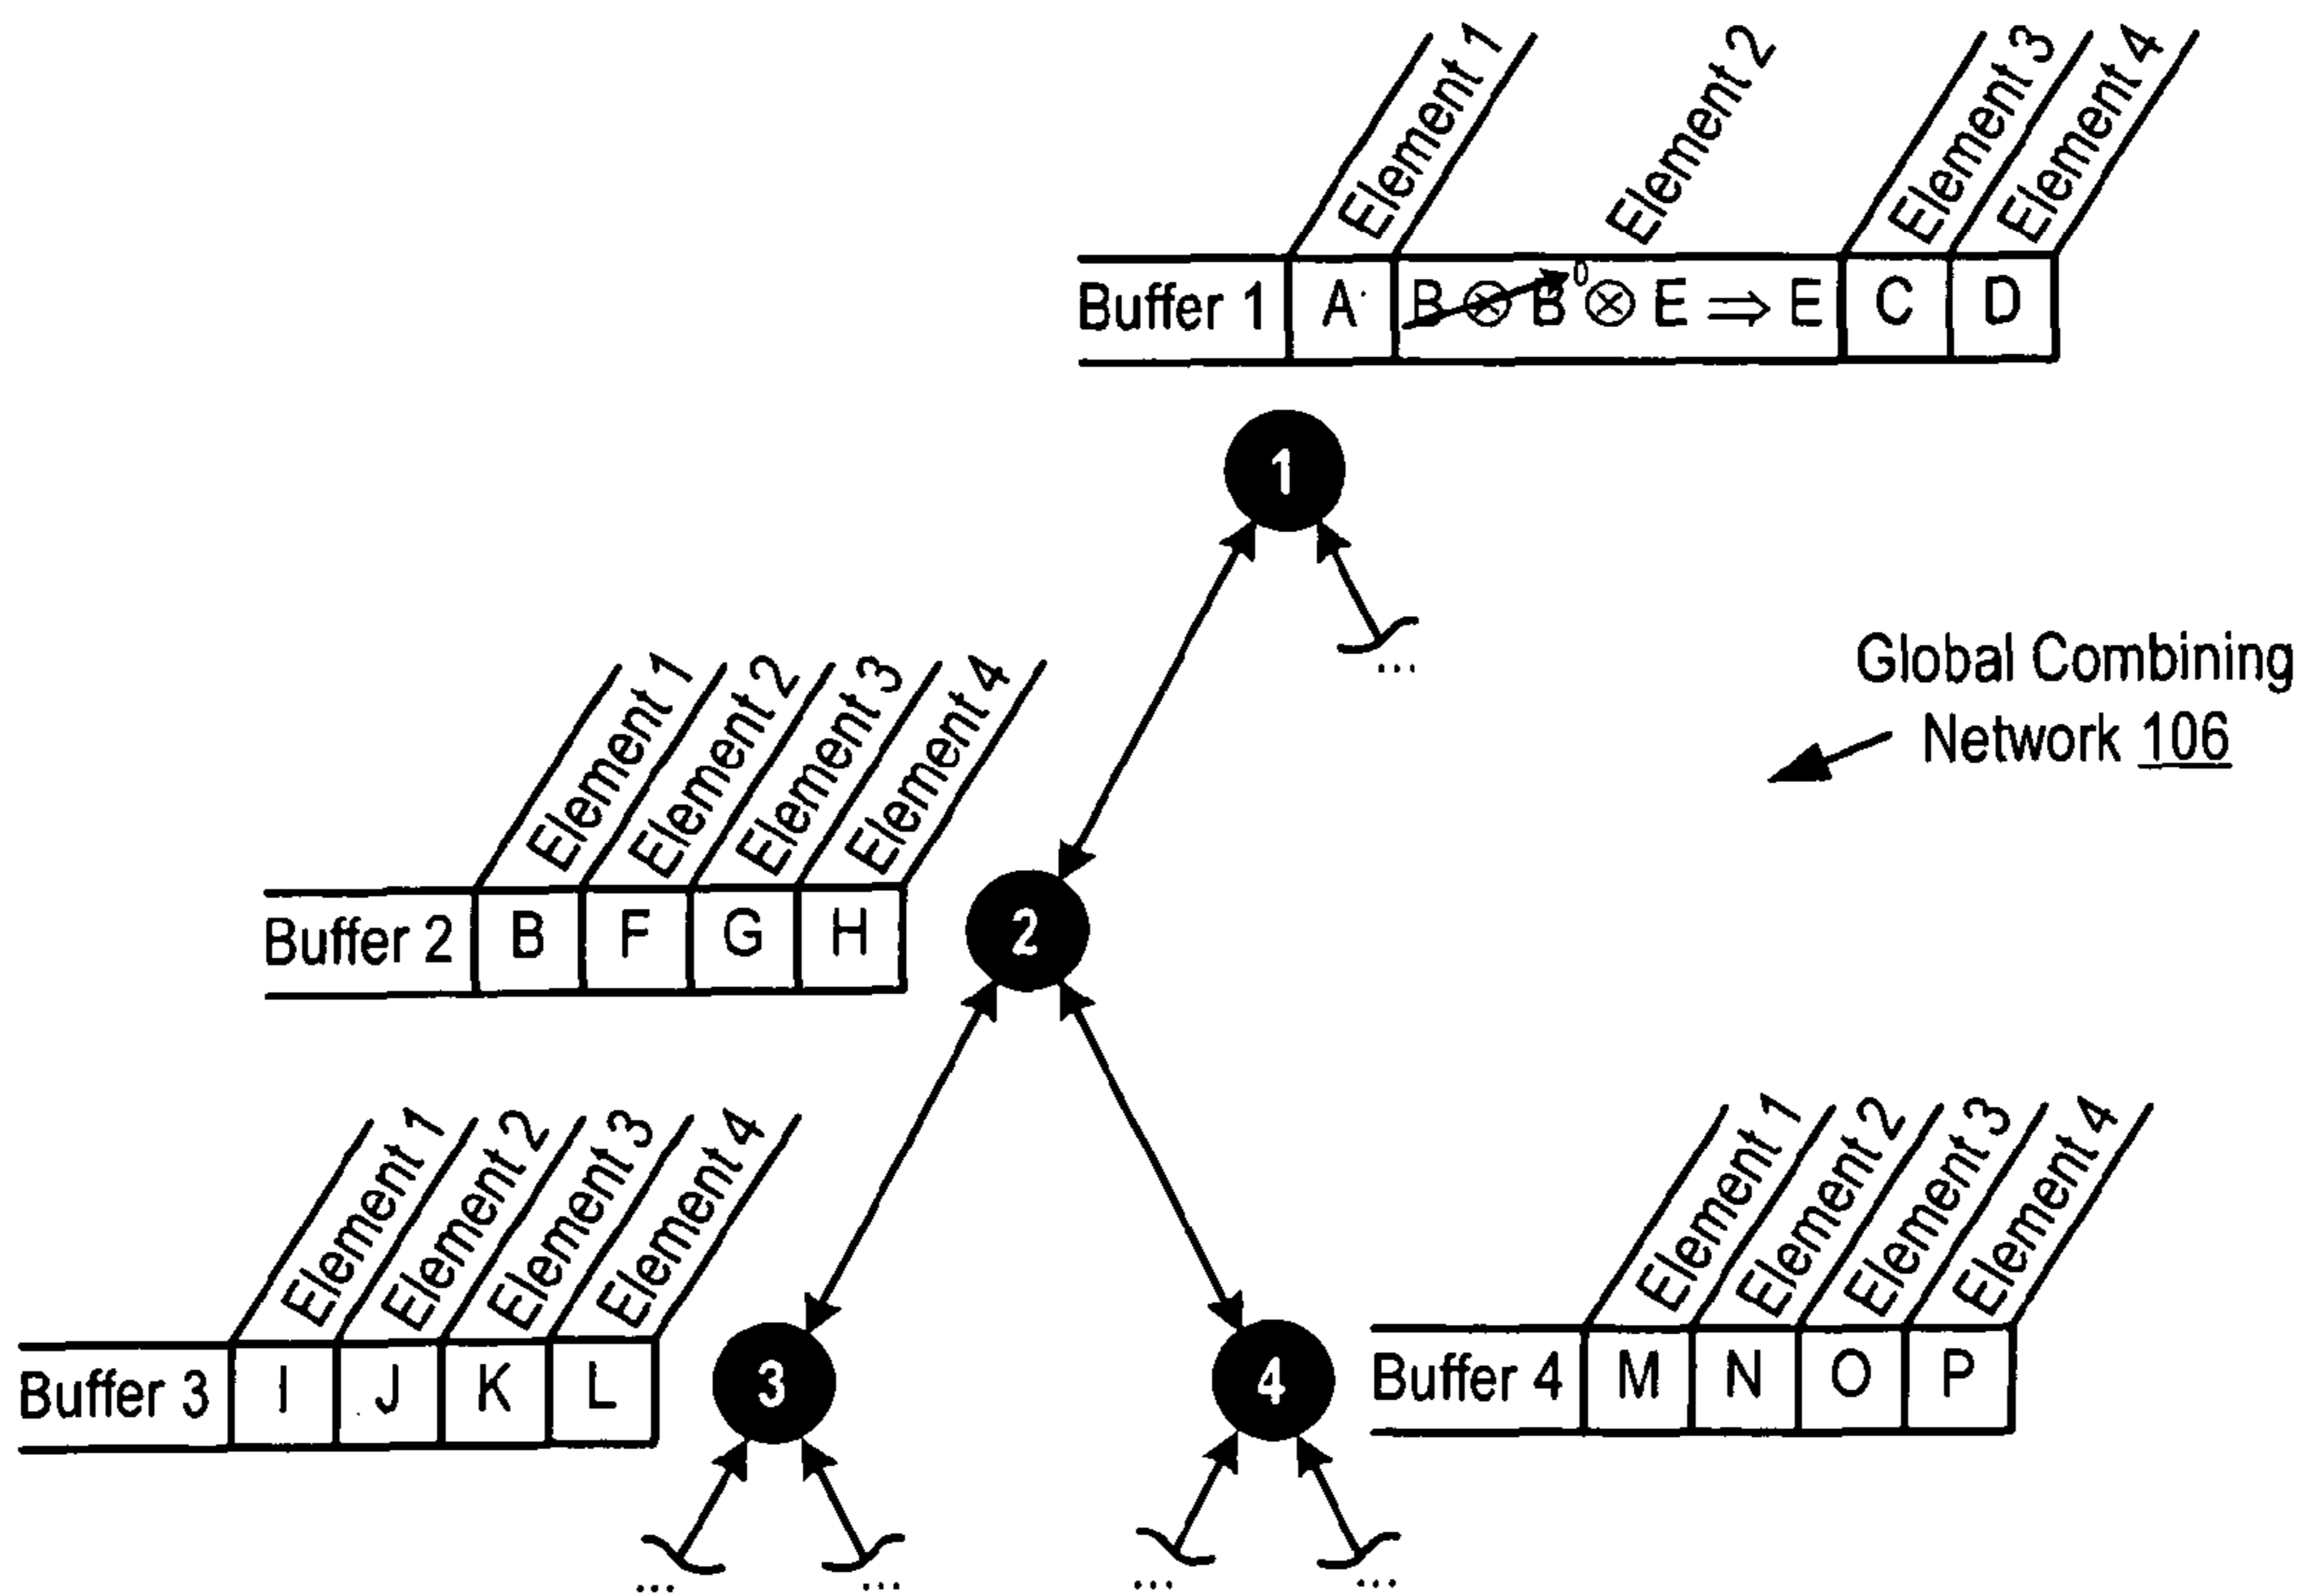 Element 1
Element 2
Element 3
Element 4
Buffer 1 A B ⊗ B 0 ⊗ E ⇒ E C D
1
...
Global Combining
Network 106
Element 1
Element 2
Element 3
Element 4
Buffer 2 B F G H
2
Element 1
Element 2
Element 3
Element 4
Buffer 3 I J K L
3
4
Element 1
Element 2
Element 3
Element 4
Buffer 4 M N O P
... ... ... ...